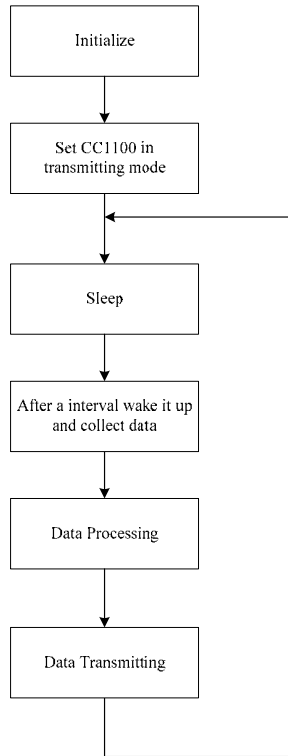 Initialize
Set CC1100 in
transmitting mode
Sleep
After a interval wake it up
and collect data
Data Processing
Data Transmitting